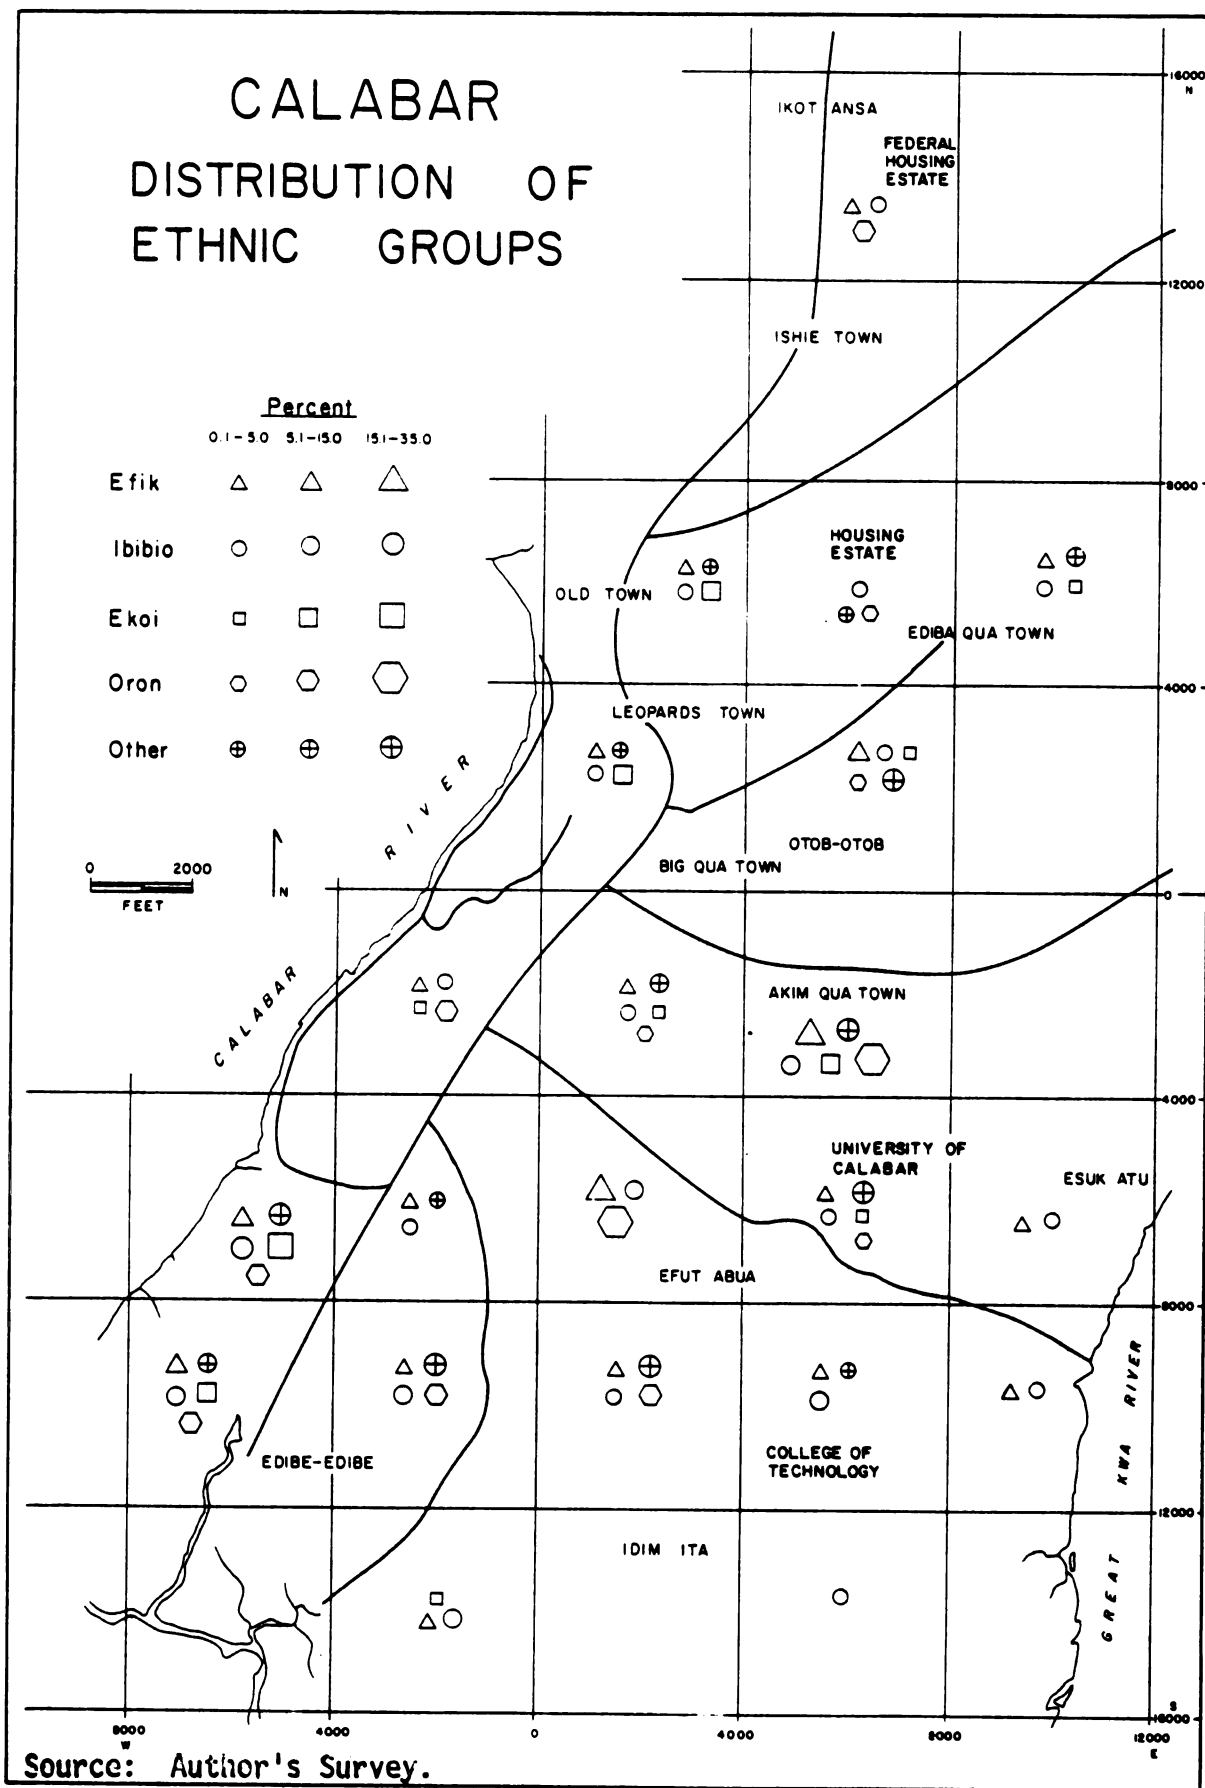 CALABAR
DISTRIBUTION OF
ETHNIC GROUPS
IKOT ANSA
FEDERAL
HOUSING
ESTATE
16000
N
12000
ISHIE TOWN
Percent
0.1-5.0 5.1-15.0 15.1-35.0
Efik
Ibibio
Ekoi
Oron
Other
8000
HOUSING
ESTATE
OLD TOWN
EDIBA QUA TOWN
4000
LEOPARDS TOWN
OTOB-OTOB
BIG QUA TOWN
0 2000
FEET
N
0
CALABAR RIVER
AKIM QUA TOWN
4000
UNIVERSITY OF
CALABAR
ESUK ATU
EFUT ABUA
8000
EDIBE-EDIBE
COLLEGE OF
TECHNOLOGY
GREAT KWA RIVER
12000
IDIM ITA
S
16000
8000 4000 0 4000 8000 12000
W E
Source: Author's Survey.